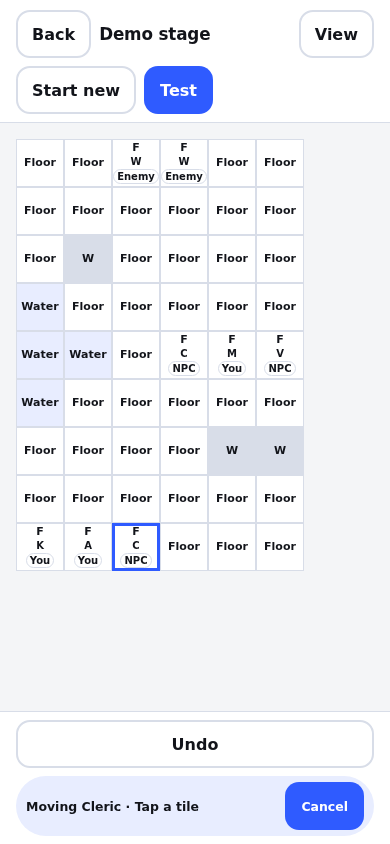 Back Demo stage View
Start new Test
Floor Floor F W Enemy F W Enemy Floor Floor
Floor Floor Floor Floor Floor Floor
Floor W Floor Floor Floor Floor
Water Floor Floor Floor Floor Floor
Water Water Floor F C NPC F M You F V NPC
Water Floor Floor Floor Floor Floor
Floor Floor Floor Floor W W
Floor Floor Floor Floor Floor Floor
F K You F A You F C NPC Floor Floor Floor
Undo
Moving Cleric · Tap a tile Cancel